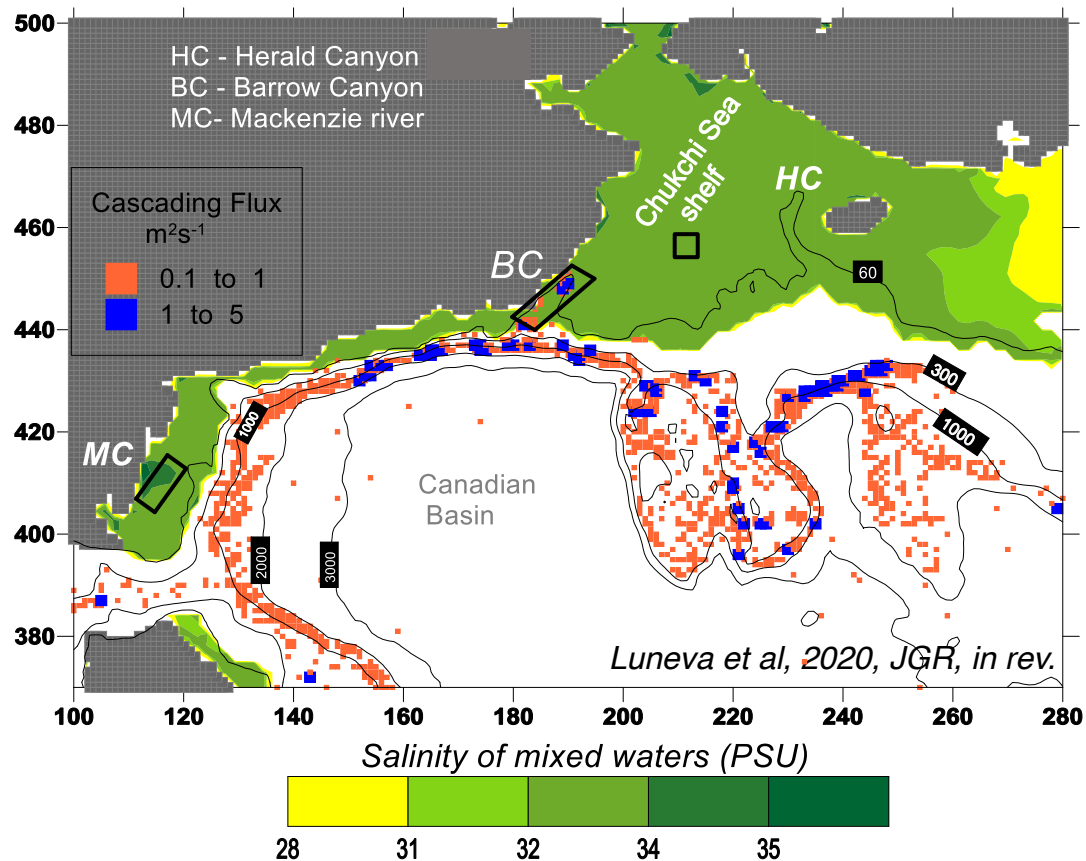 500
480
460
440
420
400
380
HC - Herald Canyon
BC - Barrow Canyon
MC- Mackenzie river
Cascading Flux
m²s⁻¹
0.1 to 1
1 to 5
Chukchi Sea
shelf
HC
BC
MC
60
300
1000
1000
2000
3000
Canadian
Basin
Luneva et al, 2020, JGR, in rev.
100 120 140 160 180 200 220 240 260 280
Salinity of mixed waters (PSU)
28 31 32 34 35